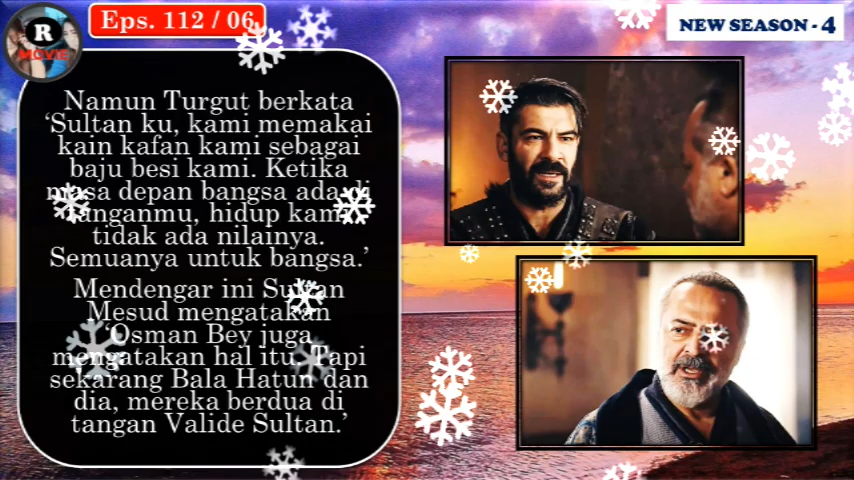 R
MOVIE
Eps. 112 / 06
NEW SEASON - 4
Namun Turgut berkata
‘Sultan ku, kami memakai
kain kafan kami sebagai
baju besi kami. Ketika
masa depan bangsa ada di
tanganmu, hidup kami
tidak ada nilainya.
Semuanya untuk bangsa.’
Mendengar ini Sultan
Mesud mengatakan
‘Osman Bey juga
mengatakan hal itu. Tapi
sekarang Bala Hatun dan
dia, mereka berdua di
tangan Valide Sultan.’